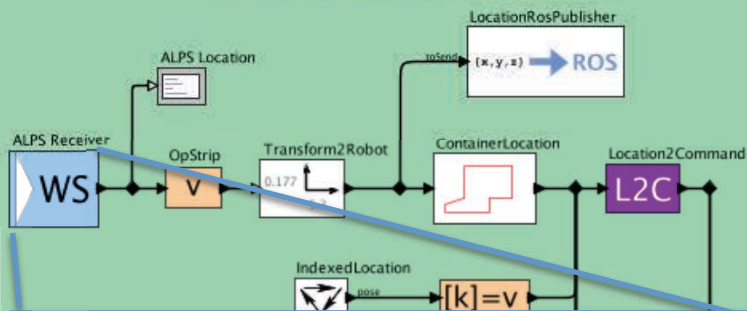 LocationRosPublisher
ALPS Location
toSend
(x,y,z) ROS
ALPS Receiver
OpStrip
Transform2Robot
ContainerLocation
Location2Command
WS
v
0.177
L2C
IndexedLocation
pose
[k]=v